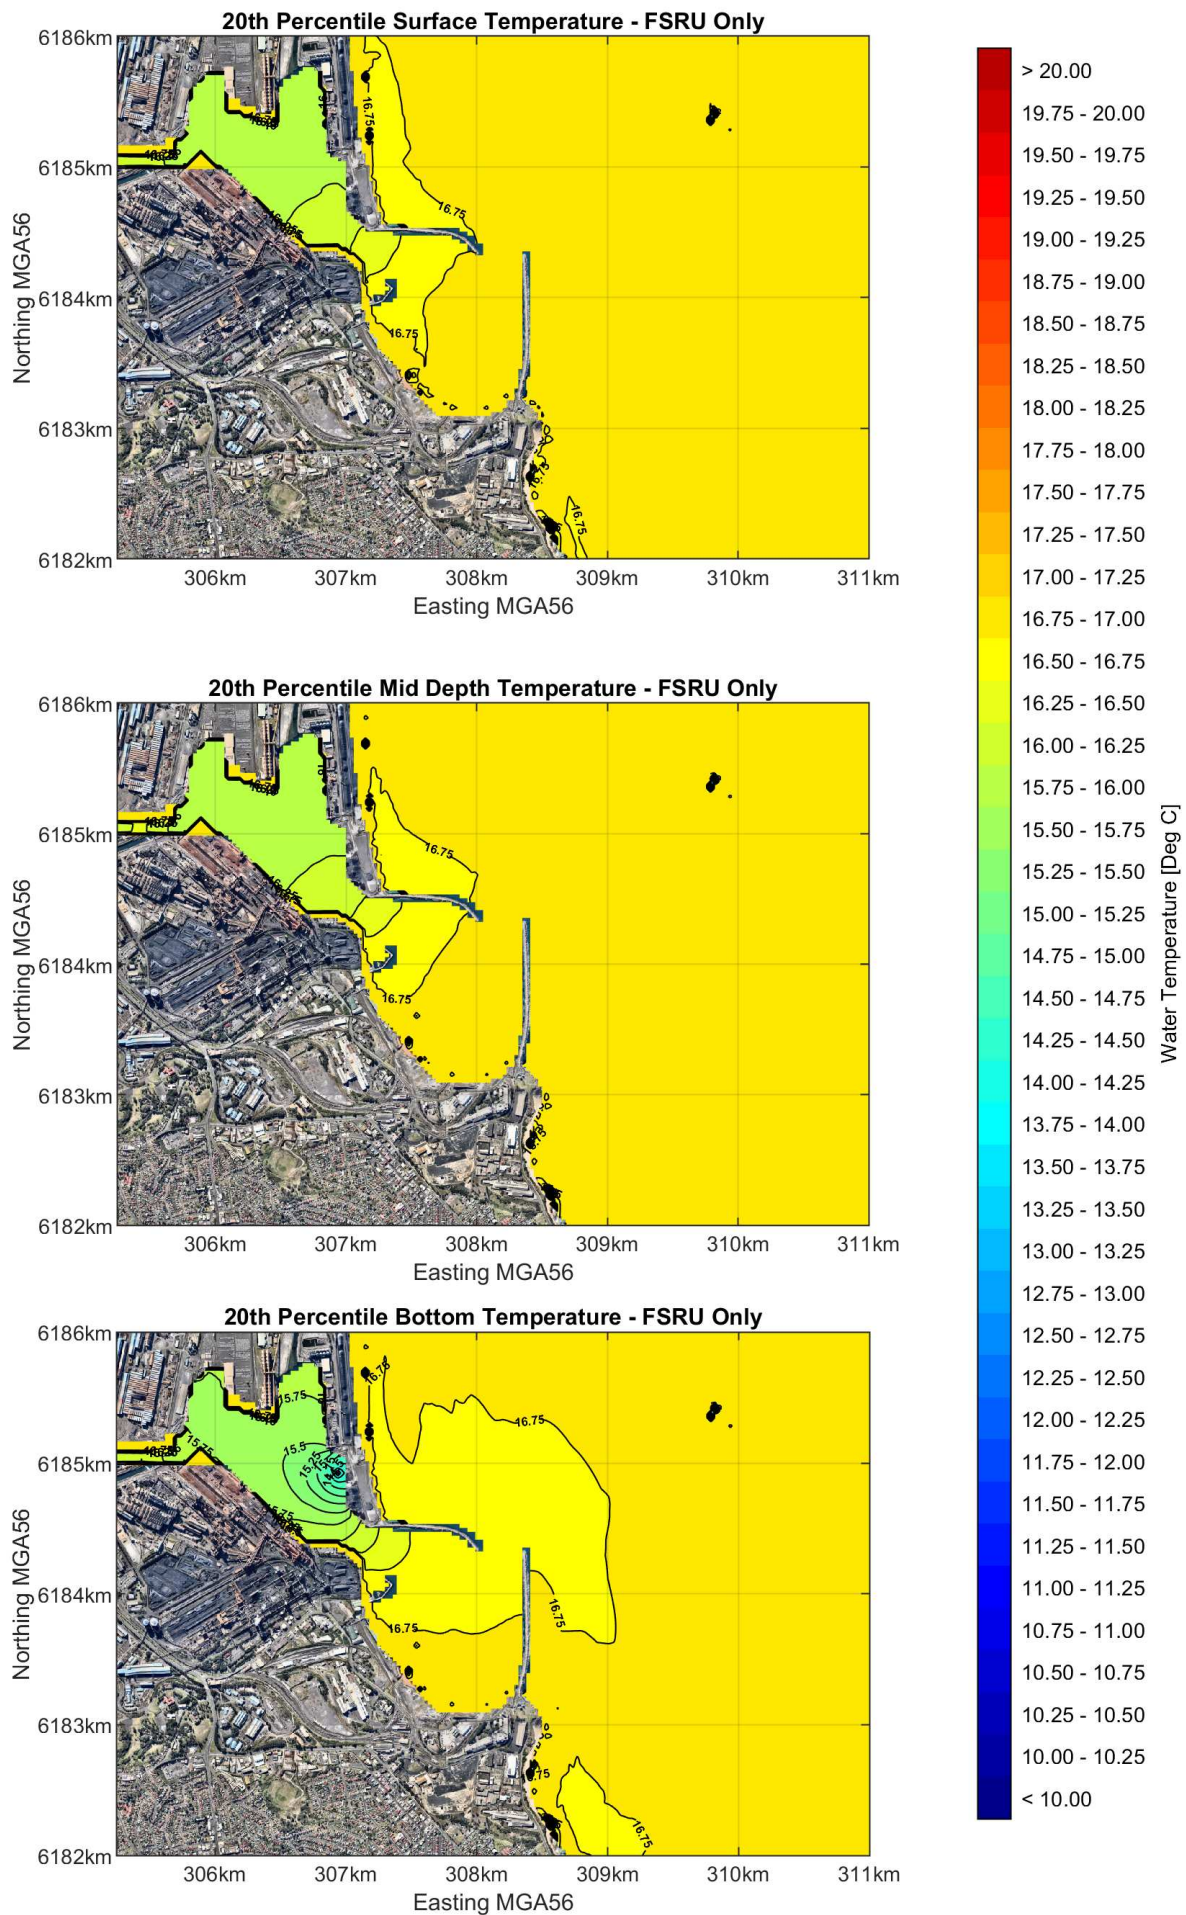 20th Percentile Surface Temperature - FSRU Only
6186km
6185km
6184km
6183km
6182km
Northing MGA56
16.75
16.75
16.75
16.75
306km 307km 308km 309km 310km 311km
Easting MGA56
20th Percentile Mid Depth Temperature - FSRU Only
6186km
6185km
6184km
6183km
6182km
Northing MGA56
16.75
16.75
306km 307km 308km 309km 310km 311km
Easting MGA56
20th Percentile Bottom Temperature - FSRU Only
6186km
6185km
6184km
6183km
6182km
Northing MGA56
16.75
16.75
15.75
15.75
15.5
15.25
16.75
16.75
16.75
306km 307km 308km 309km 310km 311km
Easting MGA56
> 20.00
19.75 - 20.00
19.50 - 19.75
19.25 - 19.50
19.00 - 19.25
18.75 - 19.00
18.50 - 18.75
18.25 - 18.50
18.00 - 18.25
17.75 - 18.00
17.50 - 17.75
17.25 - 17.50
17.00 - 17.25
16.75 - 17.00
16.50 - 16.75
16.25 - 16.50
16.00 - 16.25
15.75 - 16.00
15.50 - 15.75
15.25 - 15.50
15.00 - 15.25
14.75 - 15.00
14.50 - 14.75
14.25 - 14.50
14.00 - 14.25
13.75 - 14.00
13.50 - 13.75
13.25 - 13.50
13.00 - 13.25
12.75 - 13.00
12.50 - 12.75
12.25 - 12.50
12.00 - 12.25
11.75 - 12.00
11.50 - 11.75
11.25 - 11.50
11.00 - 11.25
10.75 - 11.00
10.50 - 10.75
10.25 - 10.50
10.00 - 10.25
< 10.00
Water Temperature [Deg C]